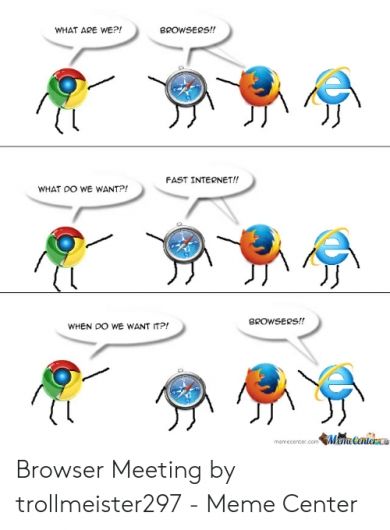 WHAT ARE WE?!
BROWSERS!!
FAST INTERNET!!
WHAT DO WE WANT?!
BROWSERS!!
WHEN DO WE WANT IT?!
memecenter.com MemeCenter
Browser Meeting by
trollmeister297 - Meme Center